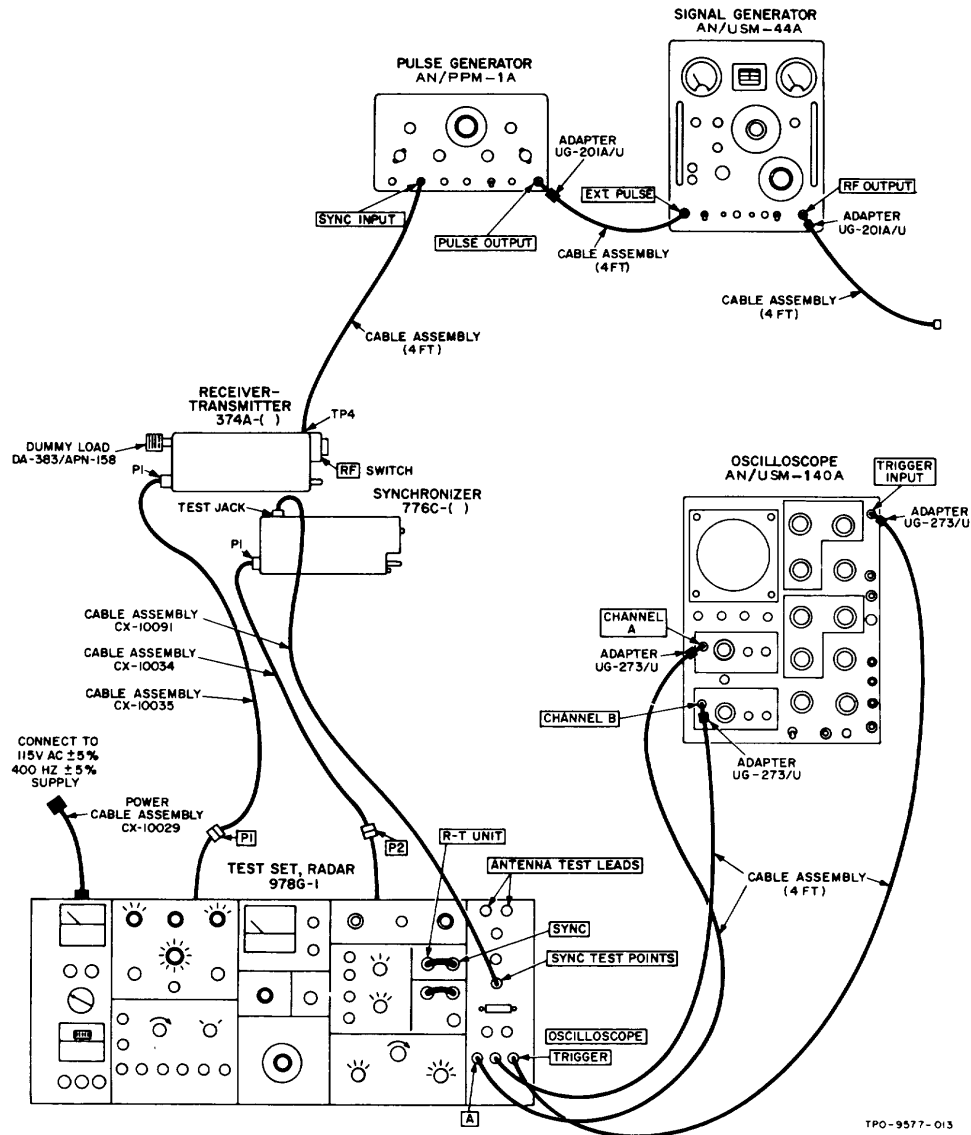 SIGNAL GENERATOR
AN/USM-44A
PULSE GENERATOR
AN/PPM-1A
ADAPTER
UG-201A/U
EXT. PULSE
RF OUTPUT
SYNC INPUT
PULSE OUTPUT
ADAPTER
UG-201A/U
CABLE ASSEMBLY
(4FT)
CABLE ASSEMBLY
(4 FT)
CABLE ASSEMBLY
(4 FT)
RECEIVER-
TRANSMITTER
374A-( )
TP4
DUMMY LOAD
DA-383/APN-158
P1
RF SWITCH
SYNCHRONIZER
776C-( )
TEST JACK
P1
OSCILLOSCOPE
AN/USM-140A
TRIGGER
INPUT
ADAPTER
UG-273/U
CABLE ASSEMBLY
CX-10091
CABLE ASSEMBLY
CX-10034
CABLE ASSEMBLY
CX-10035
CHANNEL
A
ADAPTER
UG-273/U
CHANNEL B
ADAPTER
UG-273/U
CONNECT TO
115V AC ±5%
400 HZ ±5%
SUPPLY
POWER
CABLE ASSEMBLY
CX-10029
P1
P2
R-T UNIT
TEST SET, RADAR
978G-1
ANTENNA TEST LEADS
CABLE ASSEMBLY
(4 FT)
SYNC
SYNC TEST POINTS
OSCILLOSCOPE
TRIGGER
A
TPO-9577-013